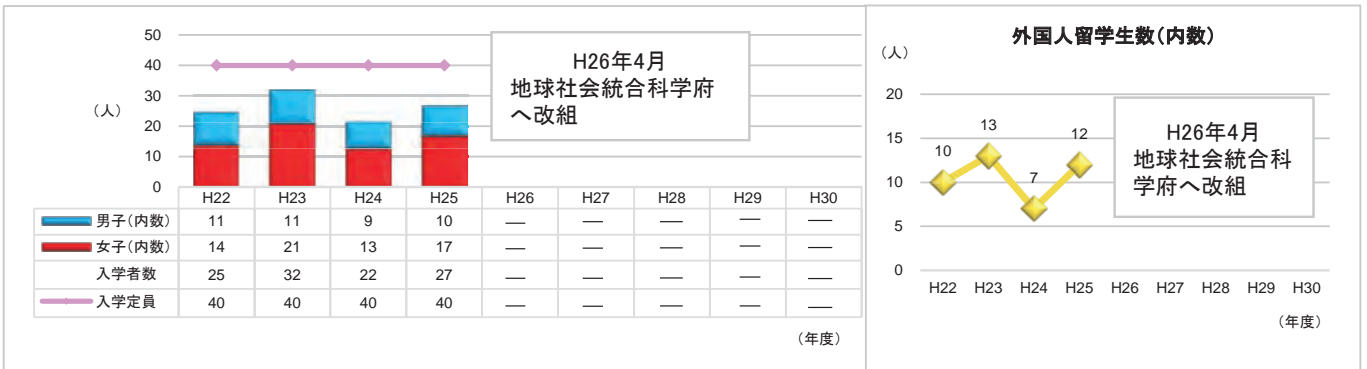 50
40
30
20
10
0
（人）
H26年4月
地球社会統合科学府
へ改組
H22 H23 H24 H25 H26 H27 H28 H29 H30
男子（内数） 11 11 9 10 — — — — —
女子（内数） 14 21 13 17 — — — — —
入学者数 25 32 22 27 — — — — —
入学定員 40 40 40 40 — — — — —
（年度）
外国人留学生数（内数）
（人）
20
15
10
5
0
10 13 7 12
H26年4月
地球社会統合科
学府へ改組
H22 H23 H24 H25 H26 H27 H28 H29 H30
（年度）